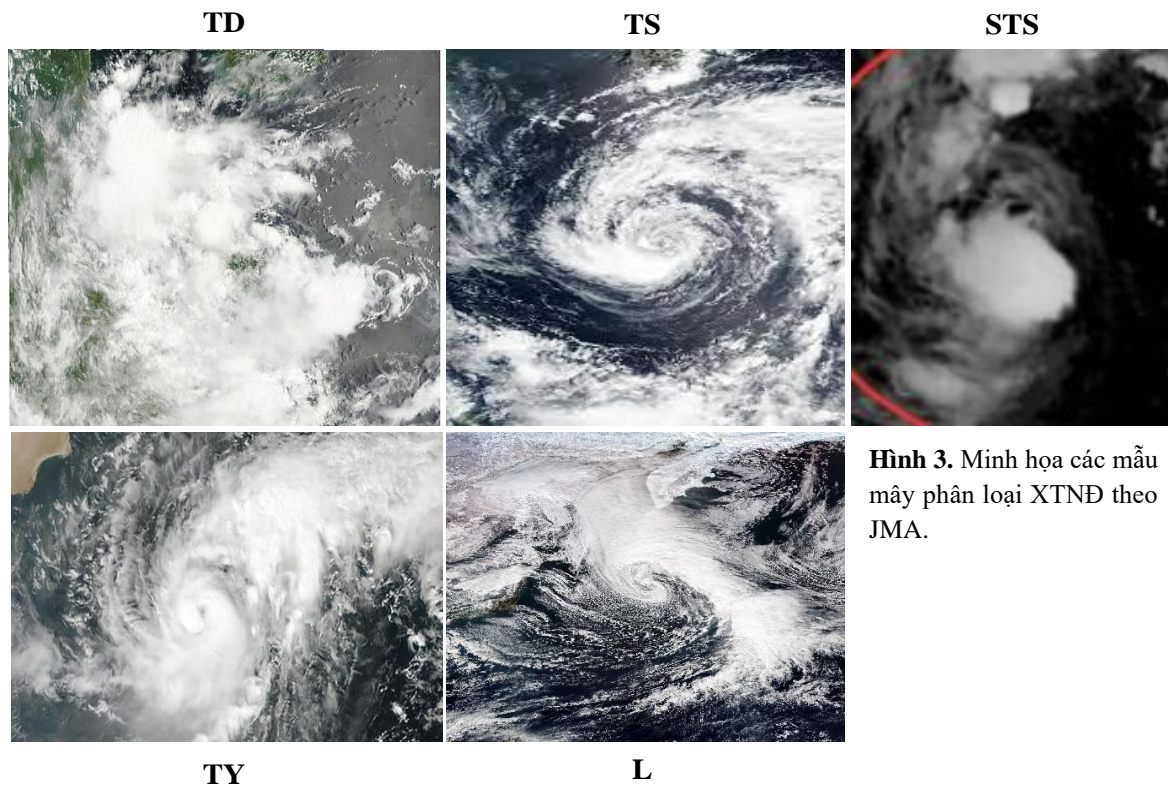 TD
TS
STS
Hình 3. Minh họa các mẫu
mây phân loại XTNĐ theo
JMA.
TY
L